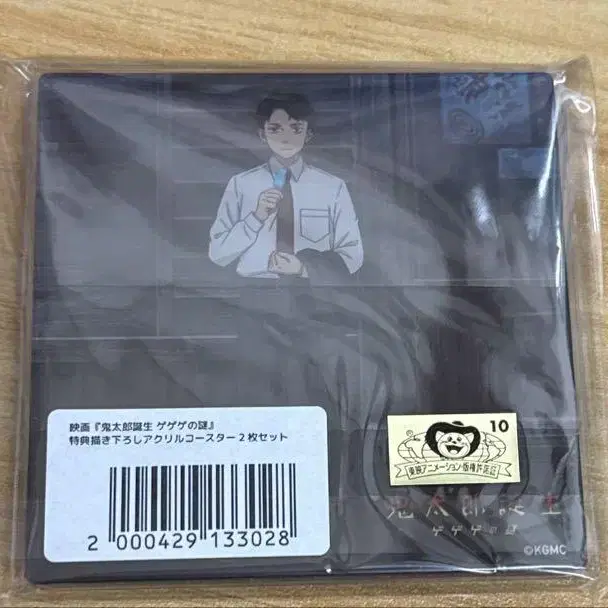 映画『鬼太郎誕生 ゲゲゲの謎』
特典描き下ろしアクリルコースター2枚セット
2 000429 133028
10
東映アニメーション版権許諾証
鬼太郎誕生
ゲゲゲの謎
©KGMC